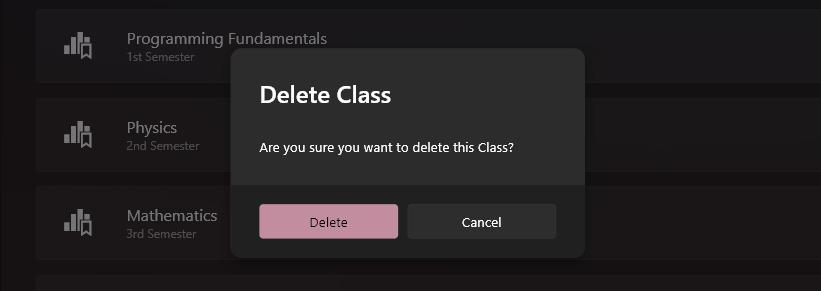 Programming Fundamentals
1st Semester
Delete Class
Physics
2nd Semester
Are you sure you want to delete this Class?
Mathematics
3rd Semester
Delete
Cancel